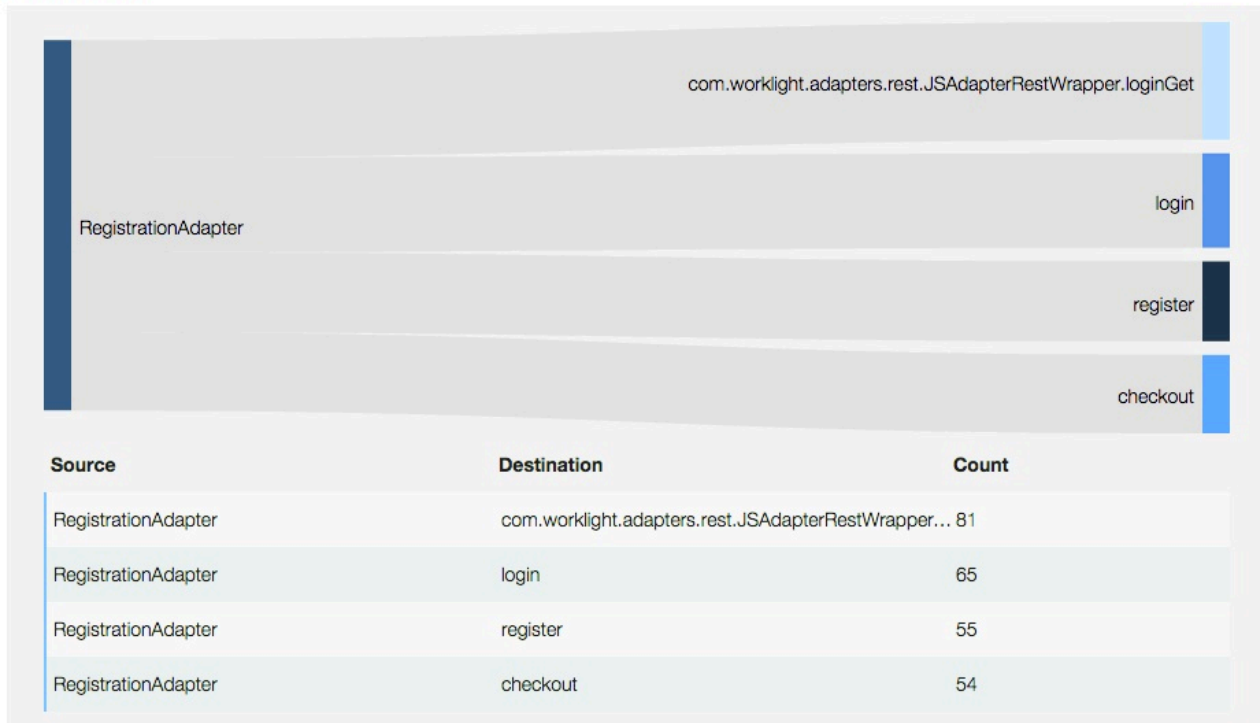 com.worklight.adapters.rest.JSAdapterRestWrapper.loginGet
login
RegistrationAdapter
register
checkout
Source Destination Count
RegistrationAdapter com.worklight.adapters.rest.JSAdapterRestWrapper... 81
RegistrationAdapter login 65
RegistrationAdapter register 55
RegistrationAdapter checkout 54